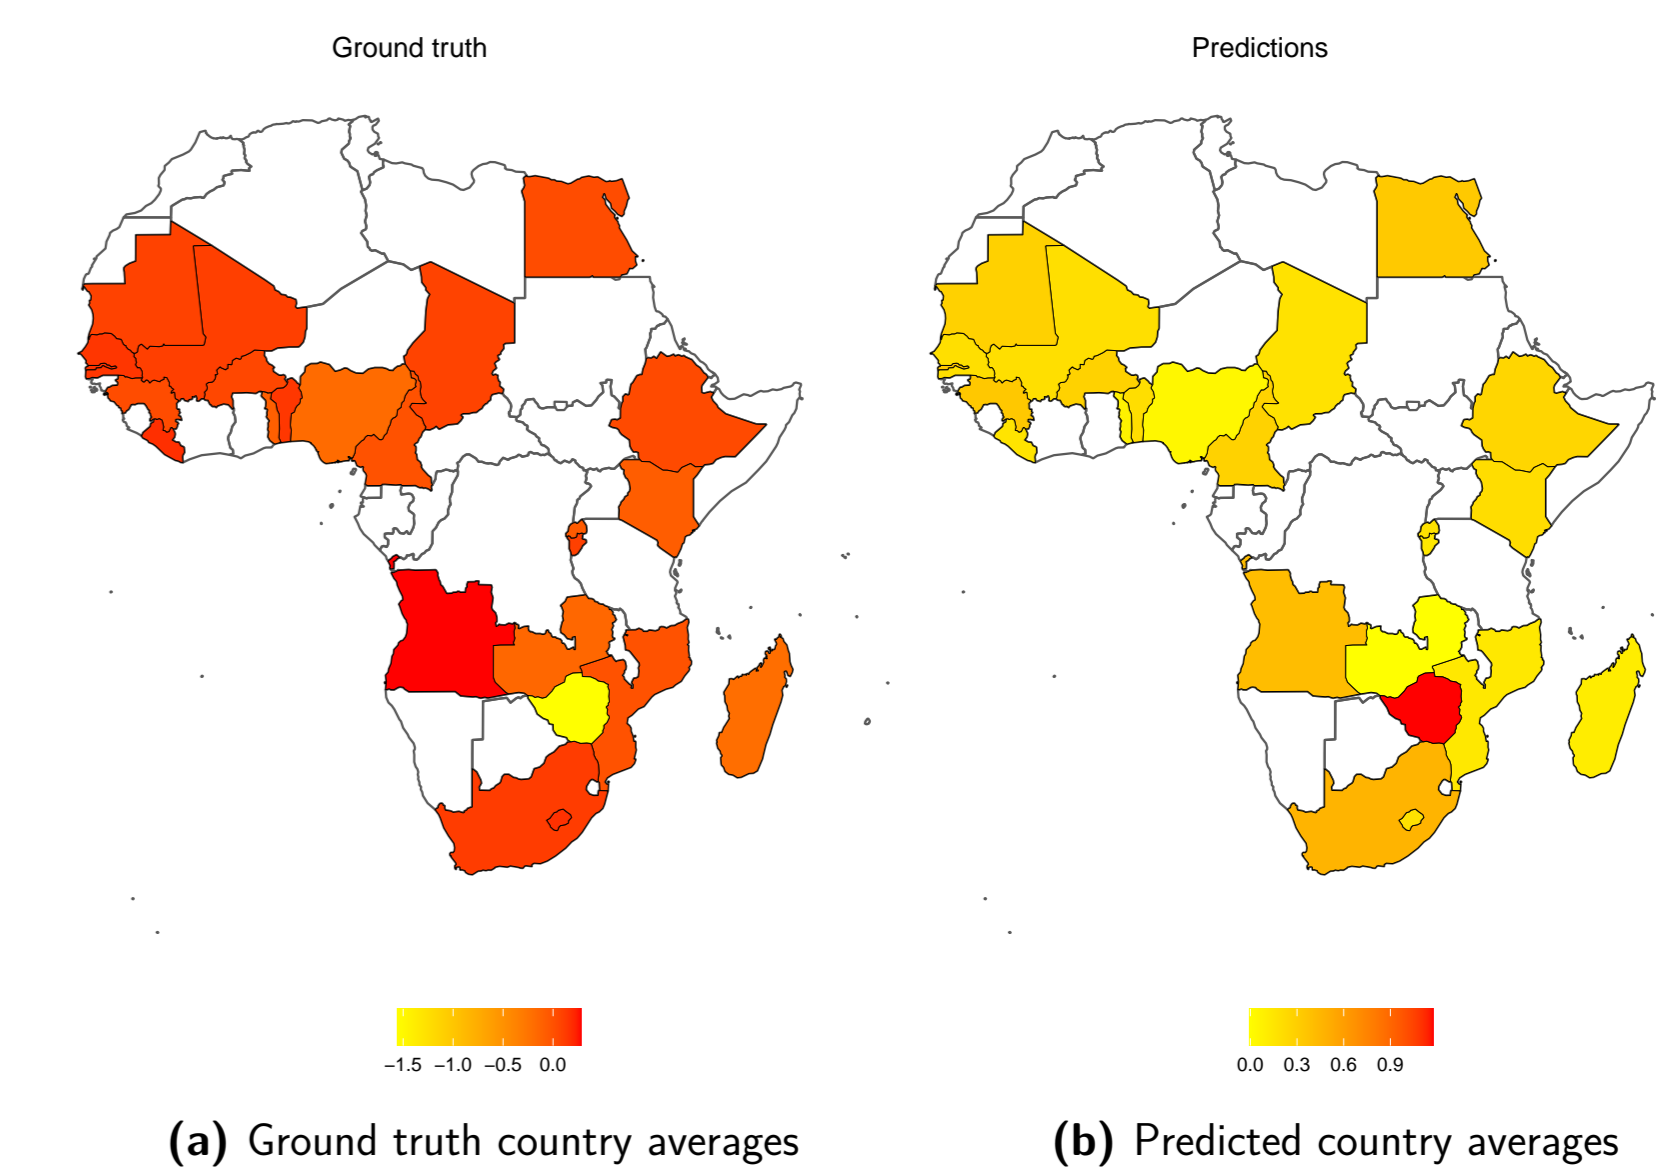 Ground truth
Predictions
−1.5 −1.0 −0.5 0.0
0.0 0.3 0.6 0.9
(a) Ground truth country averages
(b) Predicted country averages